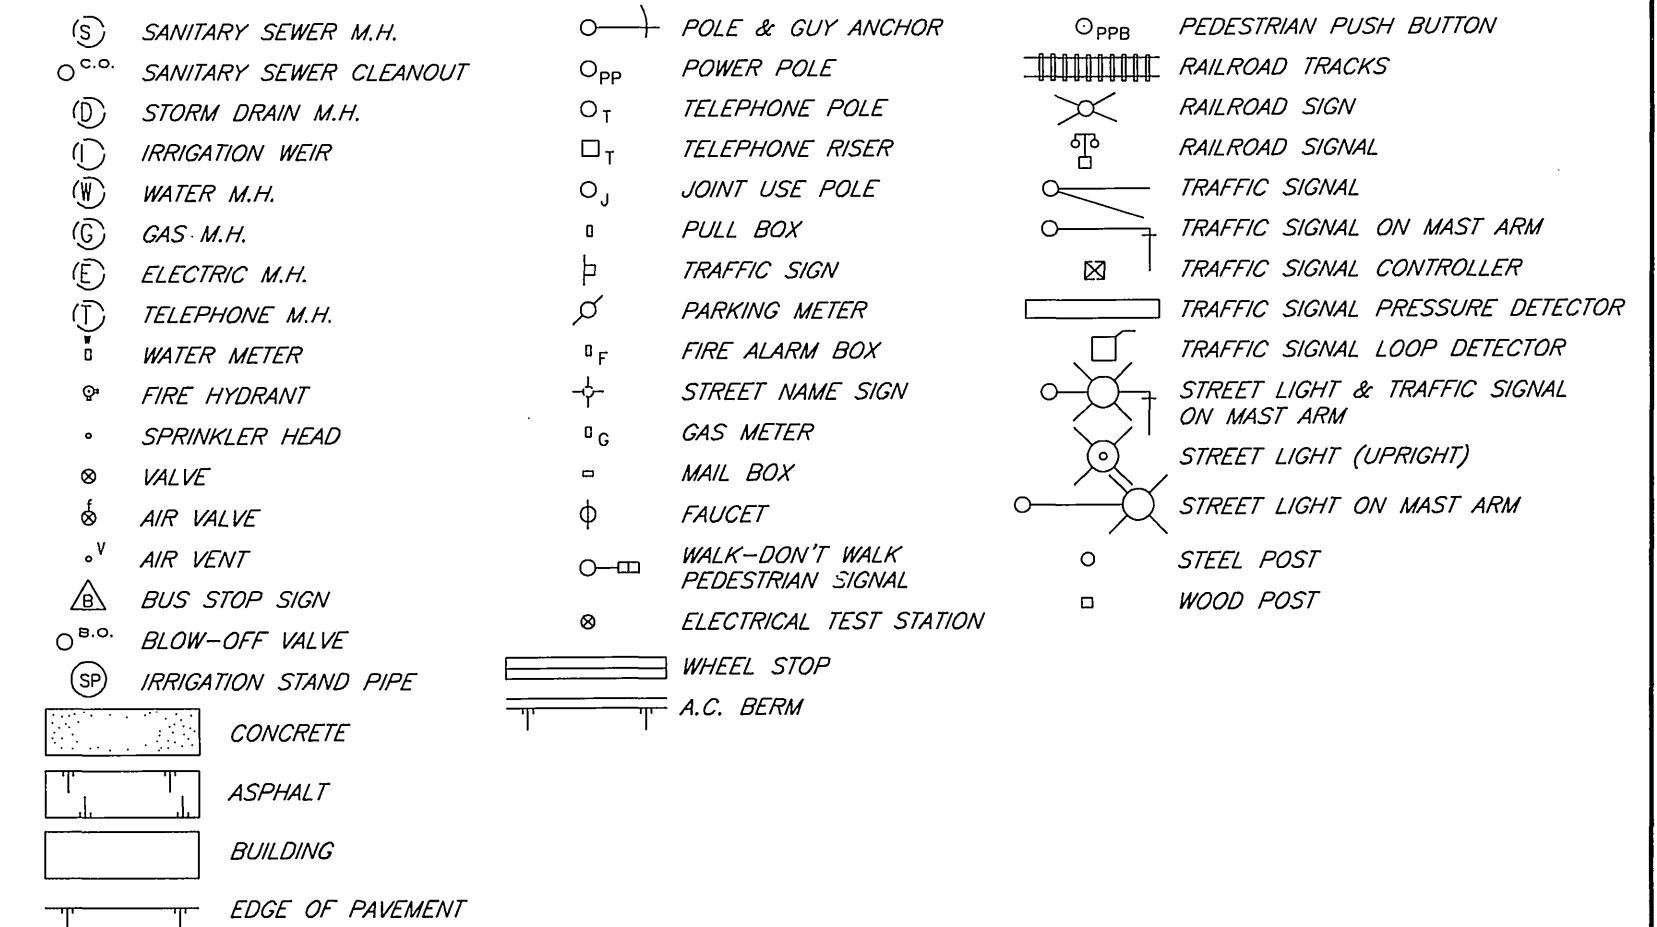 S SANITARY SEWER M.H.
C.O. SANITARY SEWER CLEANOUT
D STORM DRAIN M.H.
I IRRIGATION WEIR
W WATER M.H.
G GAS M.H.
E ELECTRIC M.H.
T TELEPHONE M.H.
W WATER METER
FIRE HYDRANT
SPRINKLER HEAD
VALVE
f AIR VALVE
V AIR VENT
B BUS STOP SIGN
B.O. BLOW-OFF VALVE
SP IRRIGATION STAND PIPE
CONCRETE
ASPHALT
BUILDING
EDGE OF PAVEMENT
POLE & GUY ANCHOR
PP POWER POLE
T TELEPHONE POLE
T TELEPHONE RISER
J JOINT USE POLE
PULL BOX
TRAFFIC SIGN
PARKING METER
F FIRE ALARM BOX
STREET NAME SIGN
G GAS METER
MAIL BOX
FAUCET
WALK-DON'T WALK
PEDESTRIAN SIGNAL
ELECTRICAL TEST STATION
WHEEL STOP
A.C. BERM
PPB PEDESTRIAN PUSH BUTTON
RAILROAD TRACKS
RAILROAD SIGN
RAILROAD SIGNAL
TRAFFIC SIGNAL
TRAFFIC SIGNAL ON MAST ARM
TRAFFIC SIGNAL CONTROLLER
TRAFFIC SIGNAL PRESSURE DETECTOR
TRAFFIC SIGNAL LOOP DETECTOR
STREET LIGHT & TRAFFIC SIGNAL
ON MAST ARM
STREET LIGHT (UPRIGHT)
STREET LIGHT ON MAST ARM
STEEL POST
WOOD POST